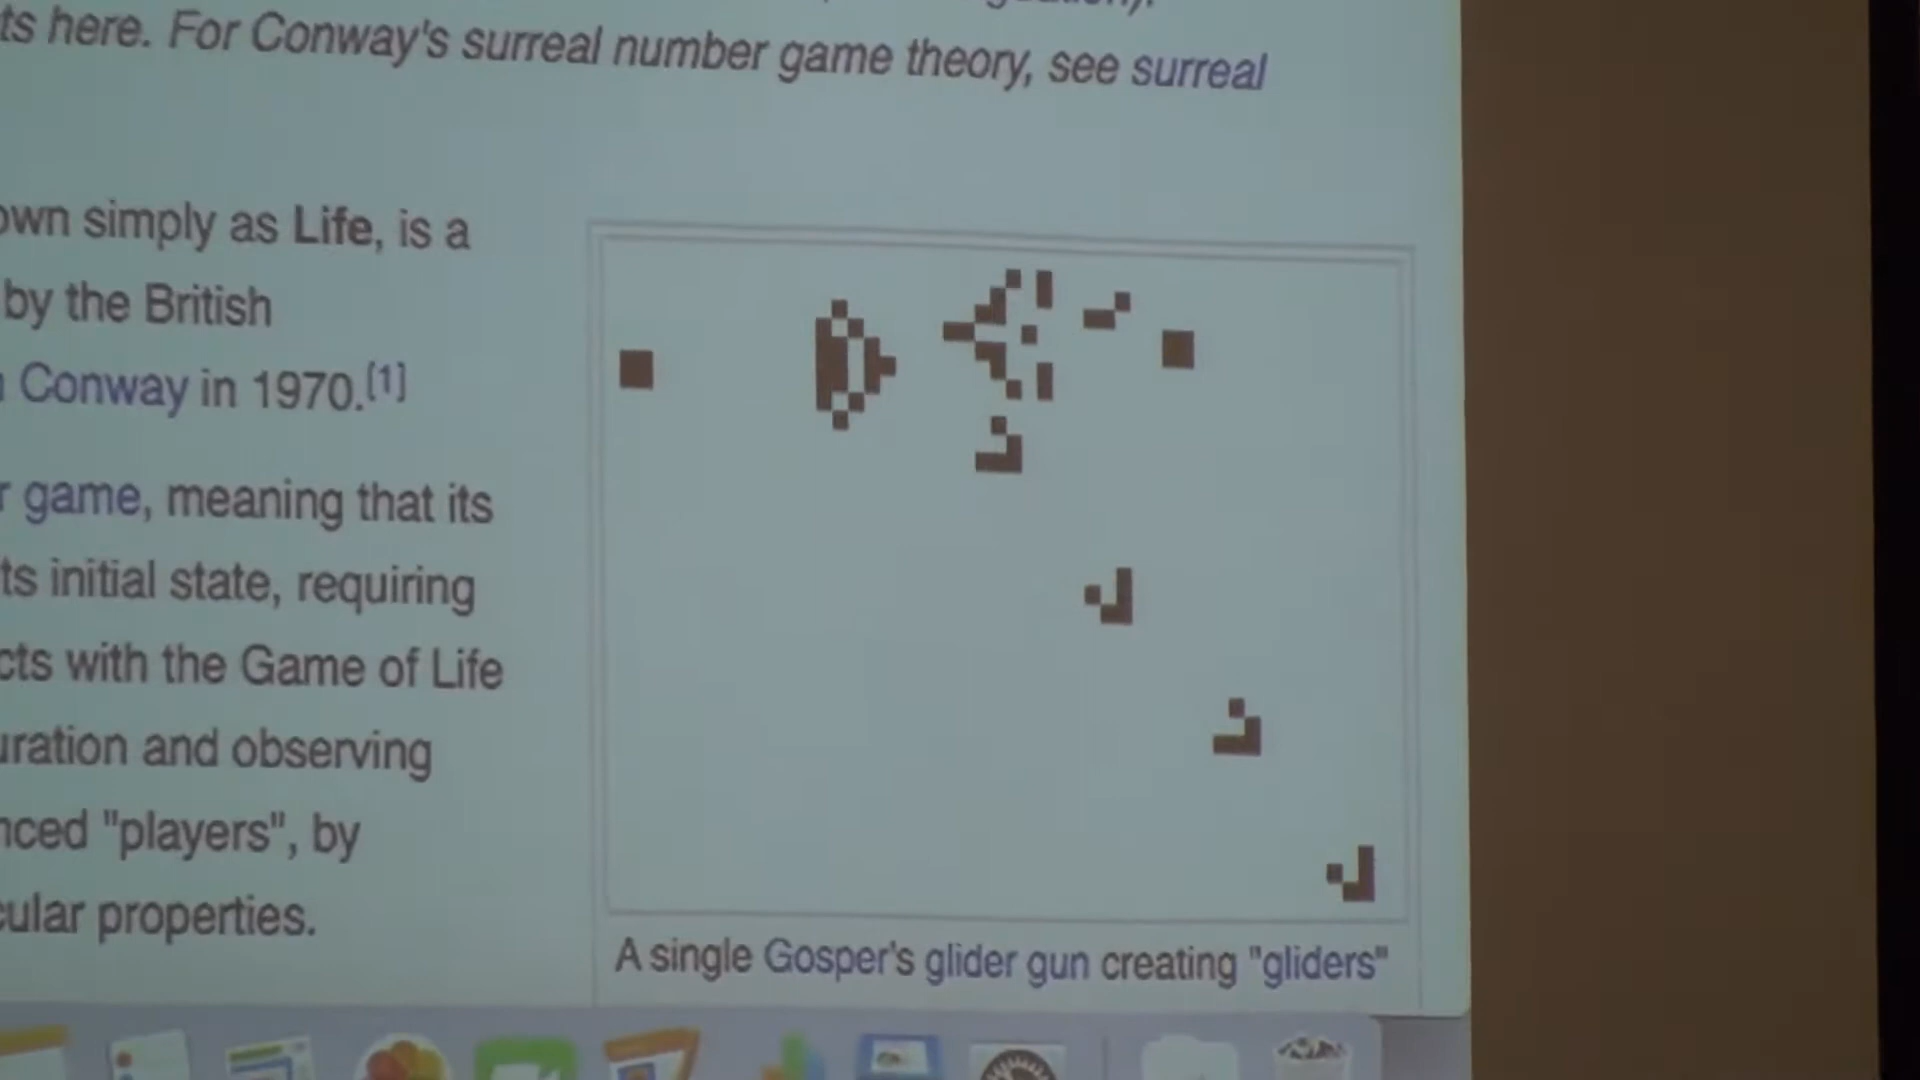 ts here. For Conway's surreal number game theory, see surreal
own simply as Life, is a
by the British
Conway in 1970.[1]
r game, meaning that its
ts initial state, requiring
cts with the Game of Life
uration and observing
nced "players", by
cular properties.
A single Gosper's glider gun creating "gliders"